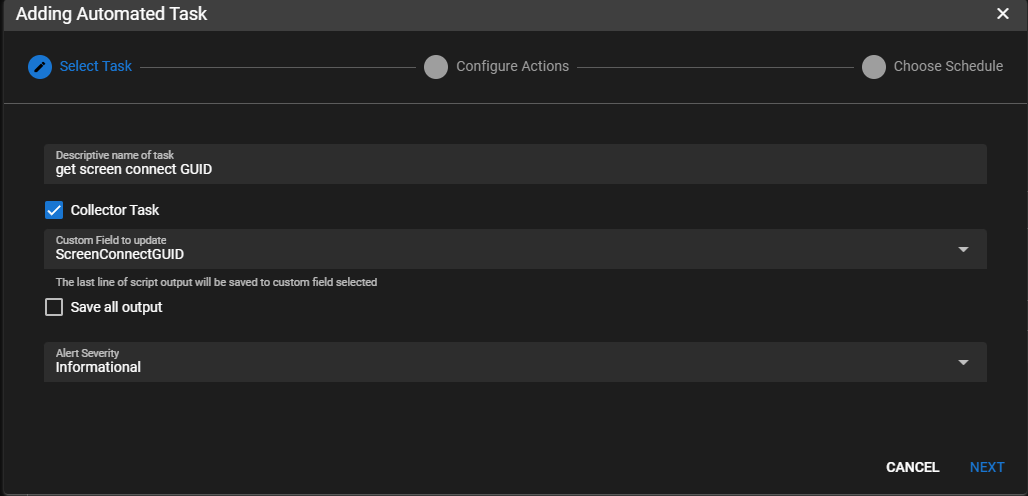 Adding Automated Task
Select Task
Configure Actions
Choose Schedule
Descriptive name of task
get screen connect GUID
Collector Task
Custom Field to update
ScreenConnectGUID
The last line of script output will be saved to custom field selected
Save all output
Alert Severity
Informational
CANCEL
NEXT